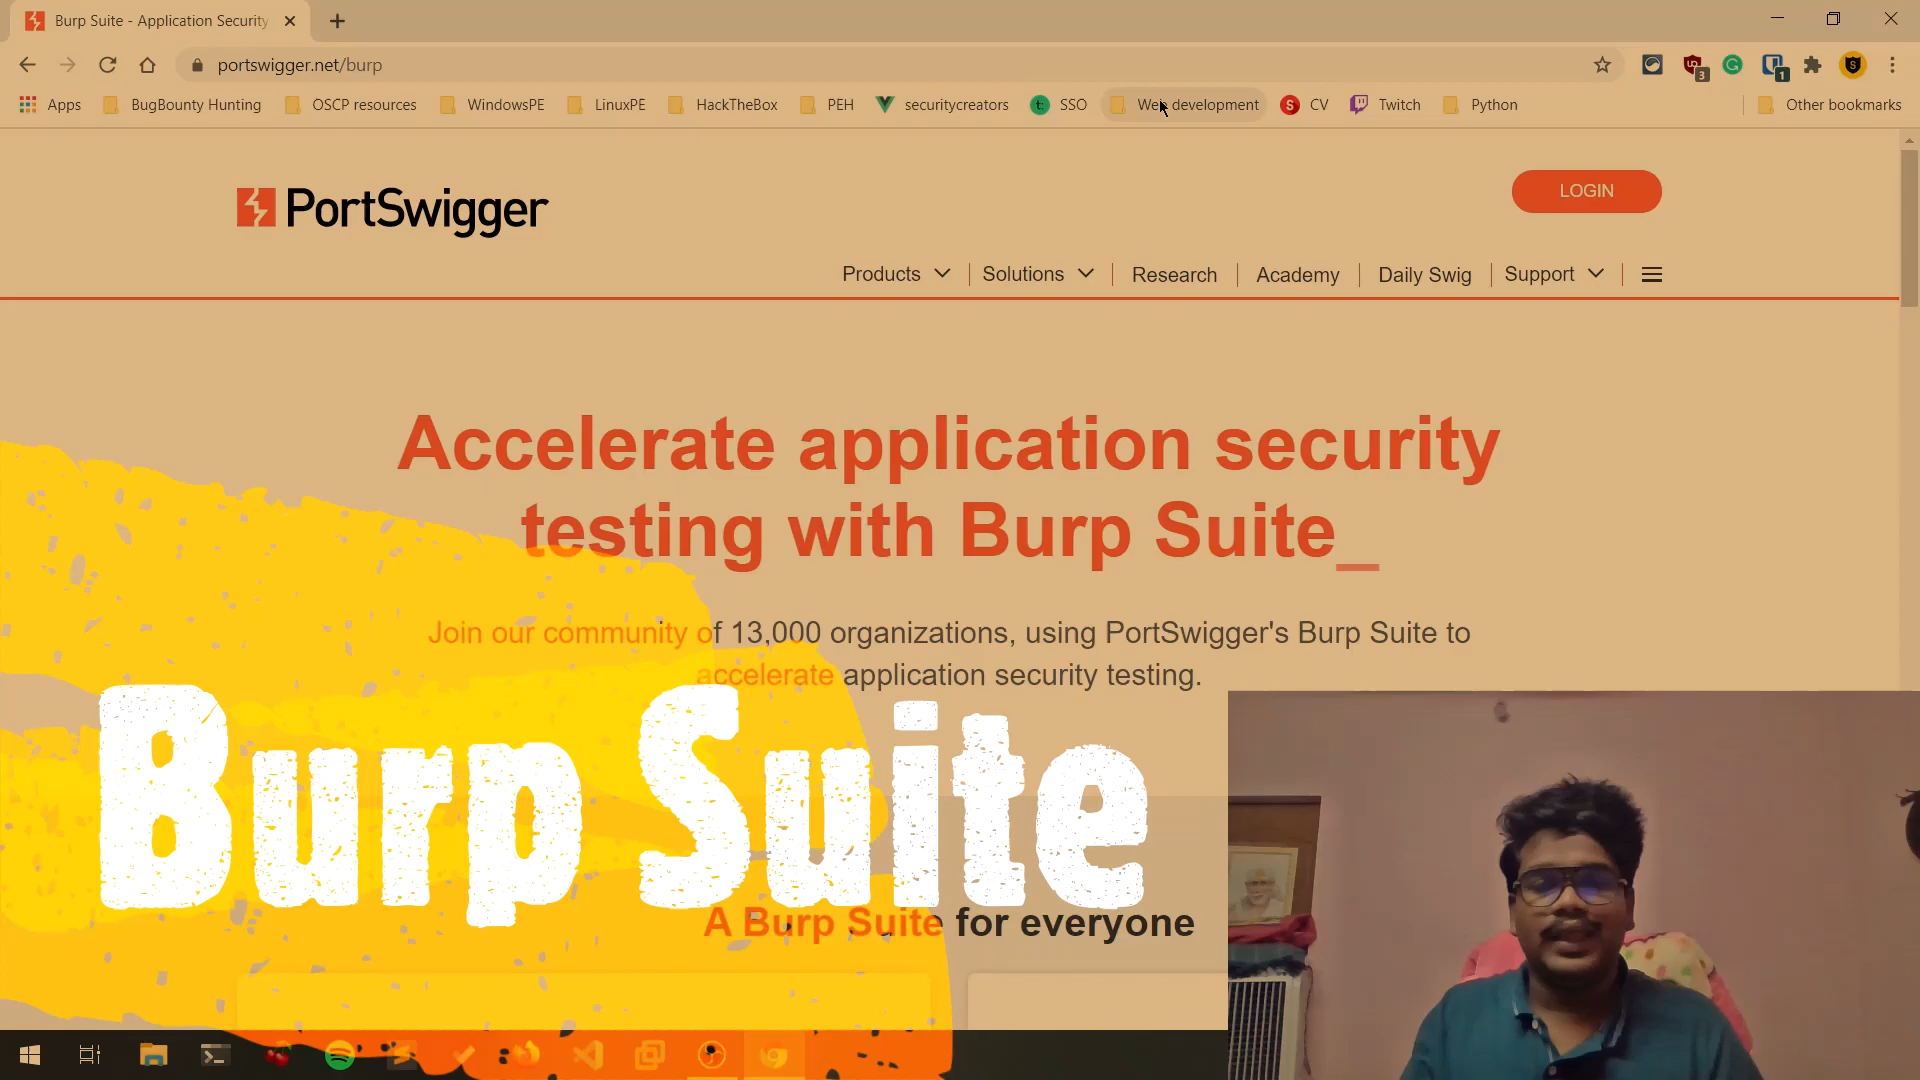 Burp Suite - Application Security
portswigger.net/burp
3
1
S
Apps
BugBounty Hunting
OSCP resources
WindowsPE
LinuxPE
HackTheBox
PEH
securitycreators
t:
SSO
Web development
S
CV
Twitch
Python
Other bookmarks
PortSwigger
LOGIN
Products
Solutions
Research
Academy
Daily Swig
Support
Accelerate application security
testing with Burp Suite_
Join our community of 13,000 organizations, using PortSwigger's Burp Suite to
accelerate application security testing.
Burp Suite
A Burp Suite for everyone